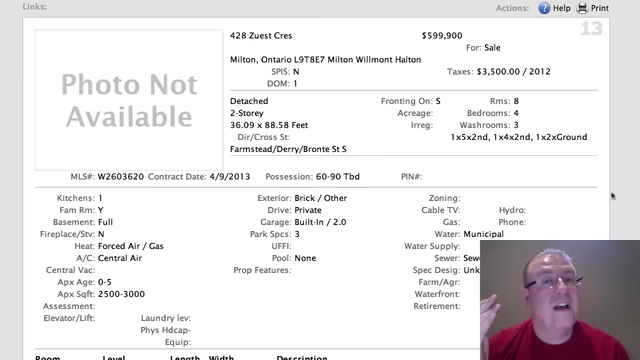 Links: Actions: Help Print
13
Photo Not
Available
428 Zuest Cres $599,900
For: Sale
Milton, Ontario L9T8E7 Milton Willmont Halton
SPIS: N Taxes: $3,500.00 / 2012
DOM: 1
Detached Fronting On: S Rms: 8
2-Storey Acreage: Bedrooms: 4
36.09 x 88.58 Feet Irreg: Washrooms: 3
Dir/Cross St: 1x5x2nd, 1x4x2nd, 1x2xGround
Farmstead/Derry/Bronte St S
MLS#: W2603620 Contract Date: 4/9/2013 Possession: 60-90 Tbd PIN#:
Kitchens: 1 Exterior: Brick / Other Zoning:
Fam Rm: Y Drive: Private Cable TV: Hydro:
Basement: Full Garage: Built-In / 2.0 Gas: Phone:
Fireplace/Stv: N Park Spcs: 3 Water: Municipal
Heat: Forced Air / Gas UFFI: Water Supply:
A/C: Central Air Pool: None Sewer:
Central Vac: Prop Features: Spec Desig:
Apx Age: 0-5 Farm/Agr:
Apx Sqft: 2500-3000 Waterfront:
Assessment: Retirement:
Elevator/Lift: Laundry lev:
Phys Hdcap-
Equip:
Room Level Length Width Description